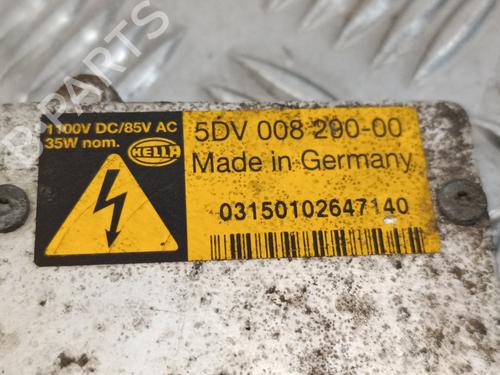 B-PARTS
1100V DC/85V AC
35W nom.
HELLA
5DV 008 290-00
Made in Germany
03150102647140